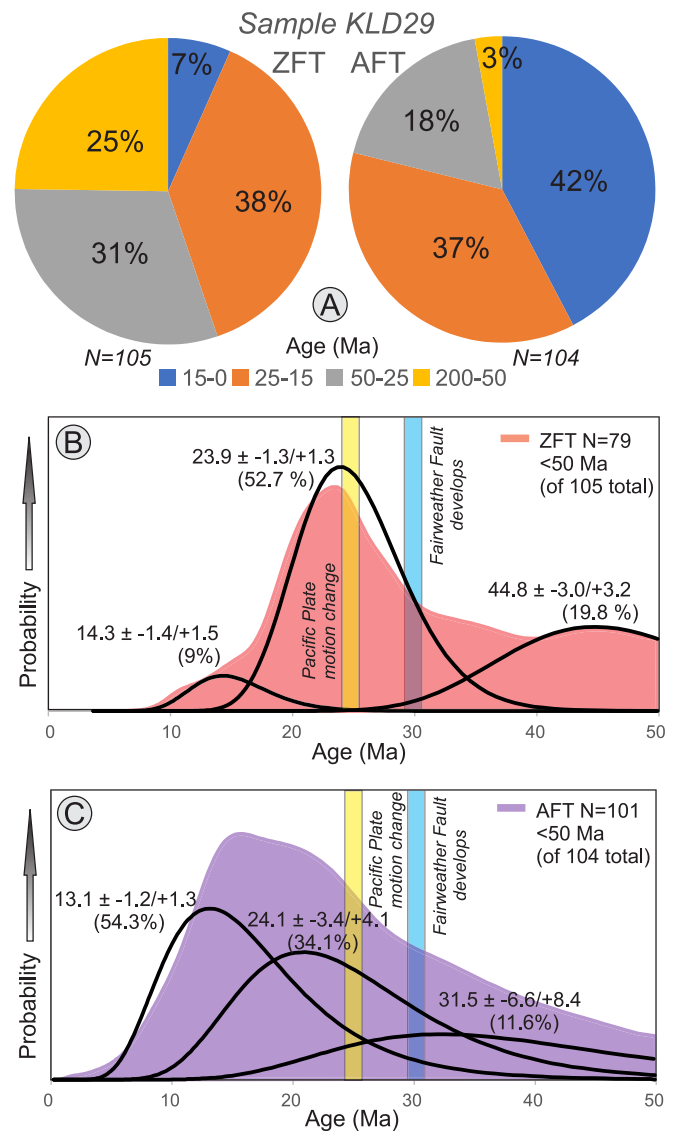 Sample KLD29
ZFT AFT
7%
38%
31%
25%
3%
42%
37%
18%
A
N=105
N=104
Age (Ma)
15-0 25-15 50-25 200-50
B
Probability
23.9 ± -1.3/+1.3
(52.7 %)
14.3 ± -1.4/+1.5
(9%)
44.8 ± -3.0/+3.2
(19.8 %)
Pacific Plate
motion change
Fairweather Fault
develops
ZFT N=79
<50 Ma
(of 105 total)
0 10 20 30 40 50
Age (Ma)
C
Probability
13.1 ± -1.2/+1.3
(54.3%)
24.1 ± -3.4/+4.1
(34.1%)
31.5 ± -6.6/+8.4
(11.6%)
Pacific Plate
motion change
Fairweather Fault
develops
AFT N=101
<50 Ma
(of 104 total)
0 10 20 30 40 50
Age (Ma)